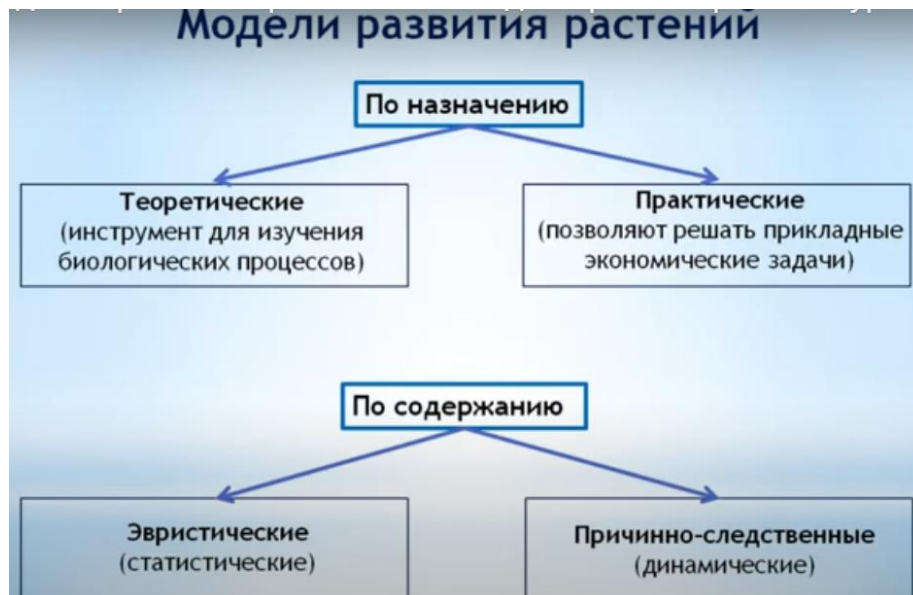 Модели развития растений
По назначению
Теоретические
(инструмент для изучения
биологических процессов)
Практические
(позволяют решать прикладные
экономические задачи)
По содержанию
Эвристические
(статистические)
Причинно-следственные
(динамические)